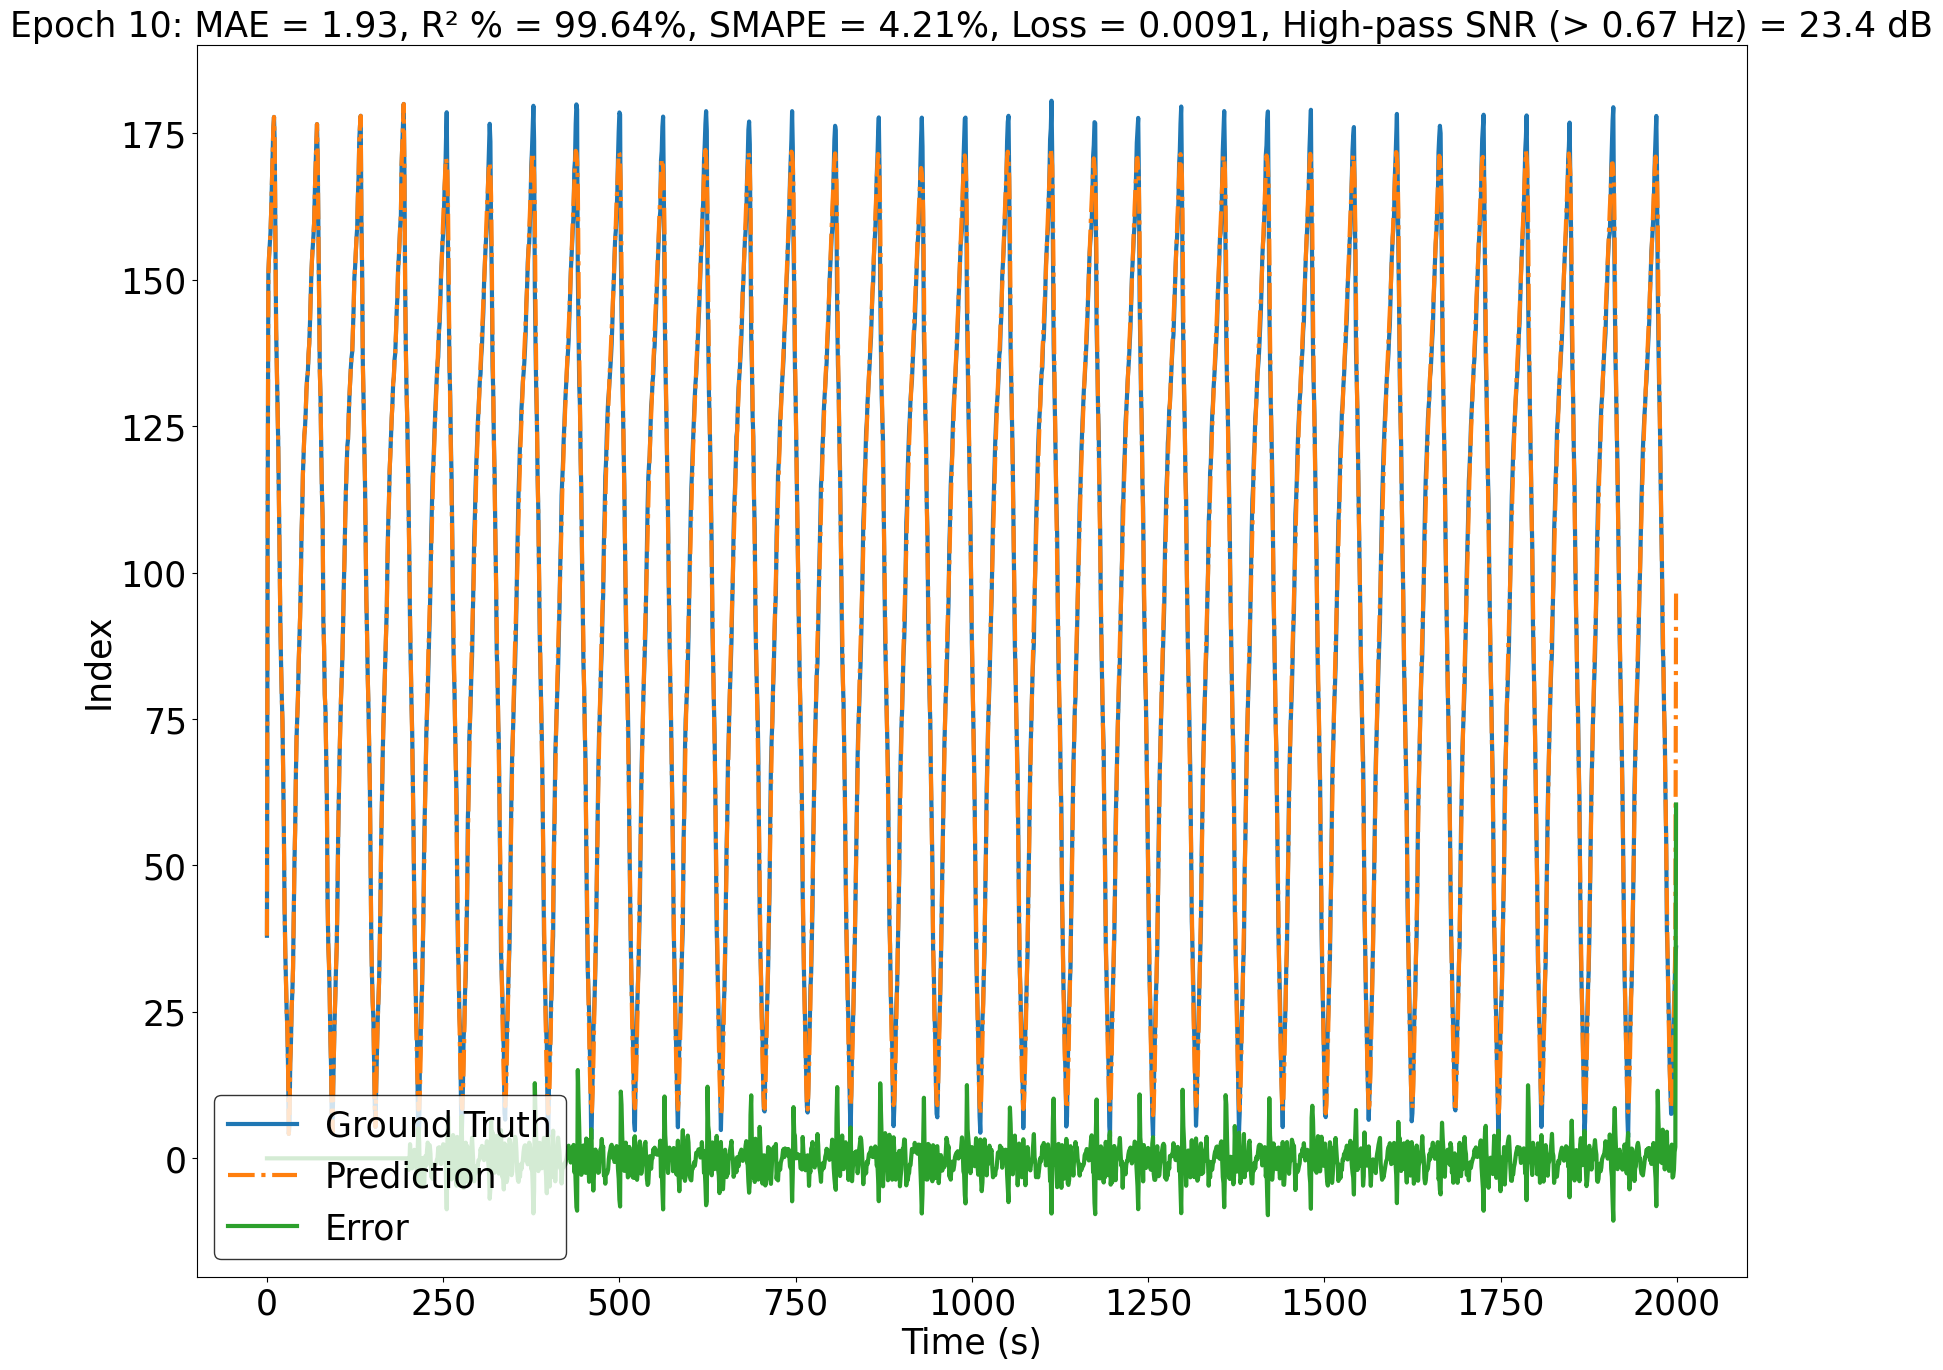 Epoch 10: MAE = 1.93, R² % = 99.64%, SMAPE = 4.21%, Loss = 0.0091, High-pass SNR (> 0.67 Hz) = 23.4 dB
175
150
125
100
75
50
25
0
Index
Ground Truth
Prediction
Error
0 250 500 750 1000 1250 1500 1750 2000
Time (s)